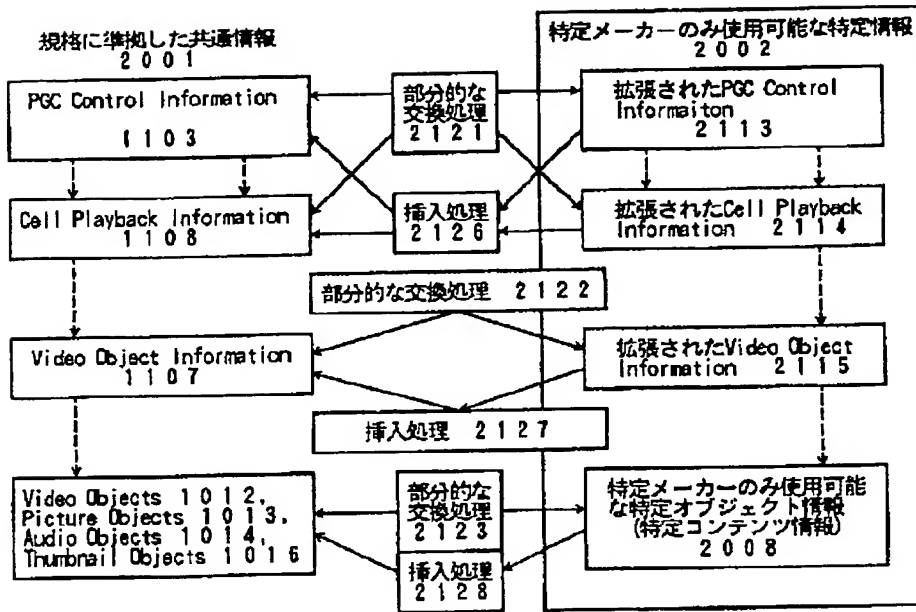 規格に準拠した共通情報
2001
特定メーカーのみ使用可能な特定情報
2002
PGC Control Information
1103
部分的な
交換処理
2121
拡張されたPGC Control
Informaiton
2113
Cell Playback Information
1108
挿入処理
2126
拡張されたCell Playback
Information 2114
部分的な交換処理 2122
Video Object Information
1107
拡張されたVideo Object
Information 2115
挿入処理 2127
Video Objects 1012,
Picture Objects 1013,
Audio Objects 1014,
Thumbnail Objects 1016
部分的な
交換処理
2123
挿入処理
2128
特定メーカーのみ使用可能
な特定オブジェクト情報
(特定コンテンツ情報)
2008